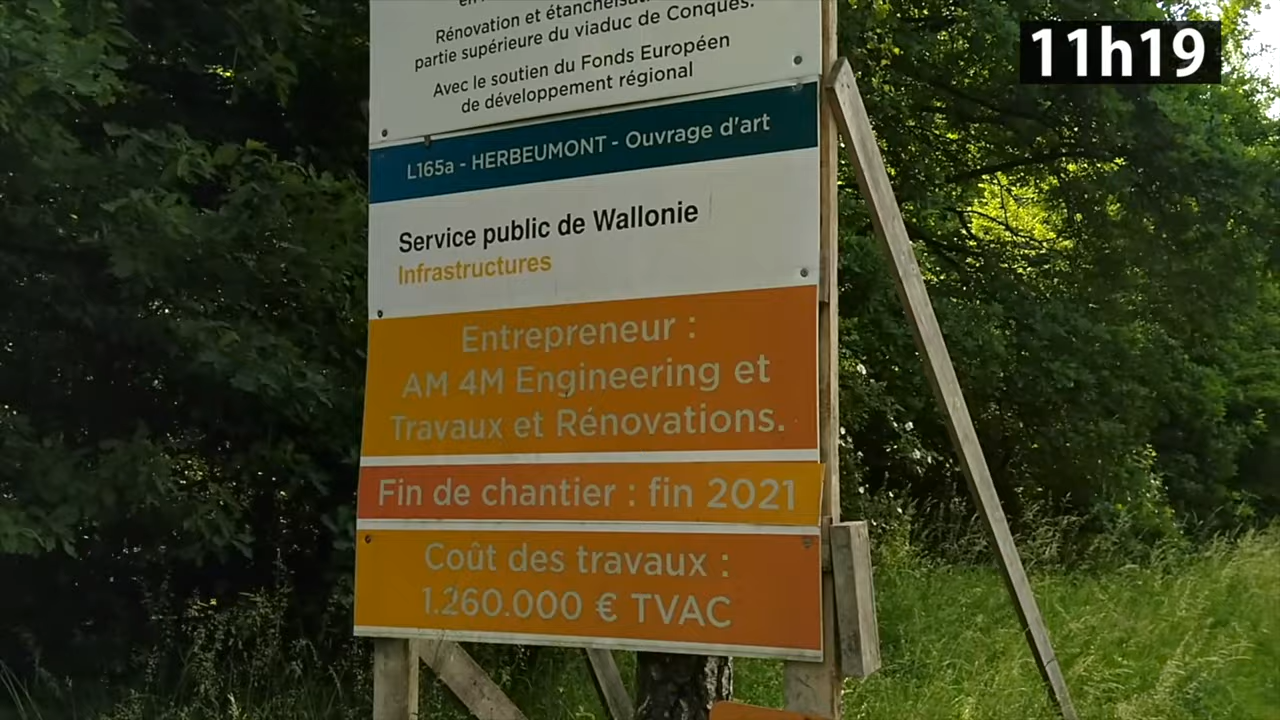 11h19
Rénovation et
partie supérieure du viaduc de Conques.
Avec le soutien du Fonds Européen
de développement régional
L165a - HERBEUMONT - Ouvrage d'art
Service public de Wallonie
Infrastructures
Entrepreneur :
AM 4M Engineering et
Travaux et Rénovations.
Fin de chantier : fin 2021
Coût des travaux :
1.260.000 € TVAC